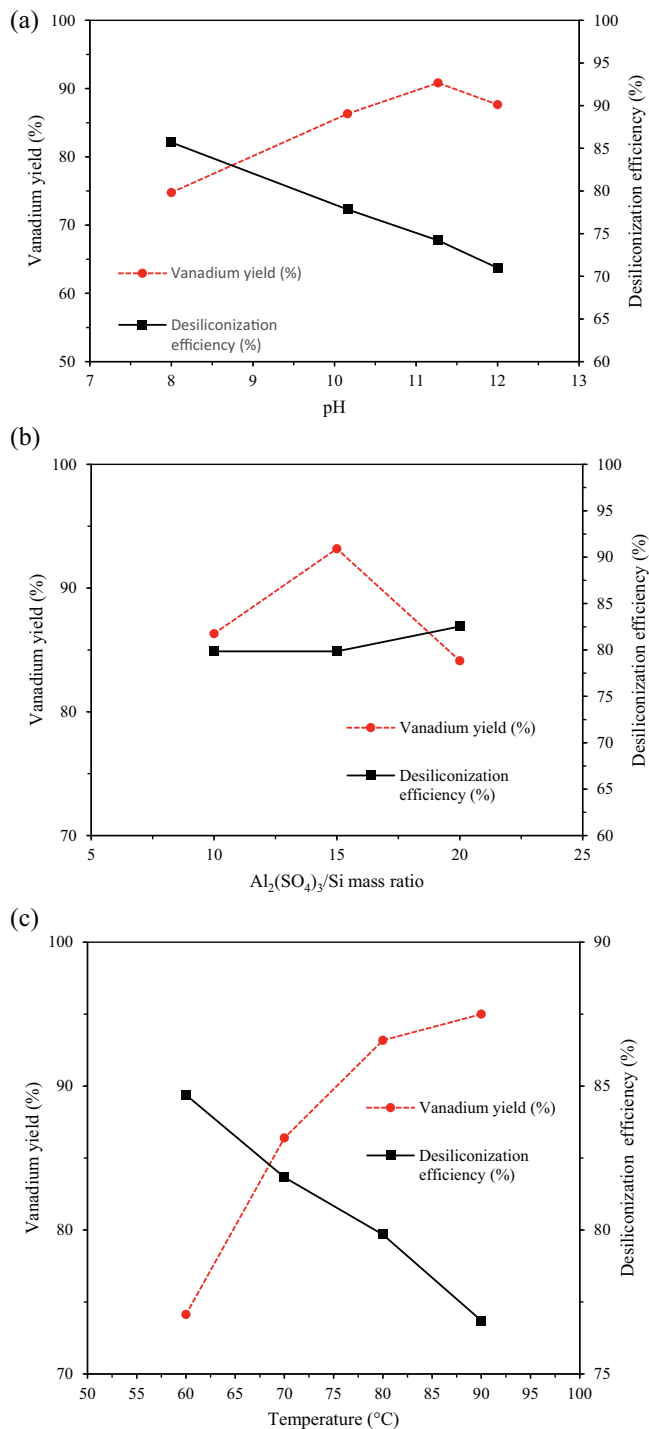 (a)
100
90
80
70
60
50
Vanadium yield (%)
100
95
90
85
80
75
70
65
60
Desiliconization efficiency (%)
Vanadium yield (%)
Desiliconization
efficiency (%)
7 8 9 10 11 12 13
pH
(b)
100
90
80
70
Vanadium yield (%)
100
95
90
85
80
75
70
65
60
Desiliconization efficiency (%)
Vanadium yield (%)
Desiliconization
efficiency (%)
5 10 15 20 25
Al₂(SO₄)₃/Si mass ratio
(c)
100
90
80
70
Vanadium yield (%)
90
85
80
75
Desiliconization efficiency (%)
Vanadium yield (%)
Desiliconization
efficiency (%)
50 55 60 65 70 75 80 85 90 95 100
Temperature (°C)